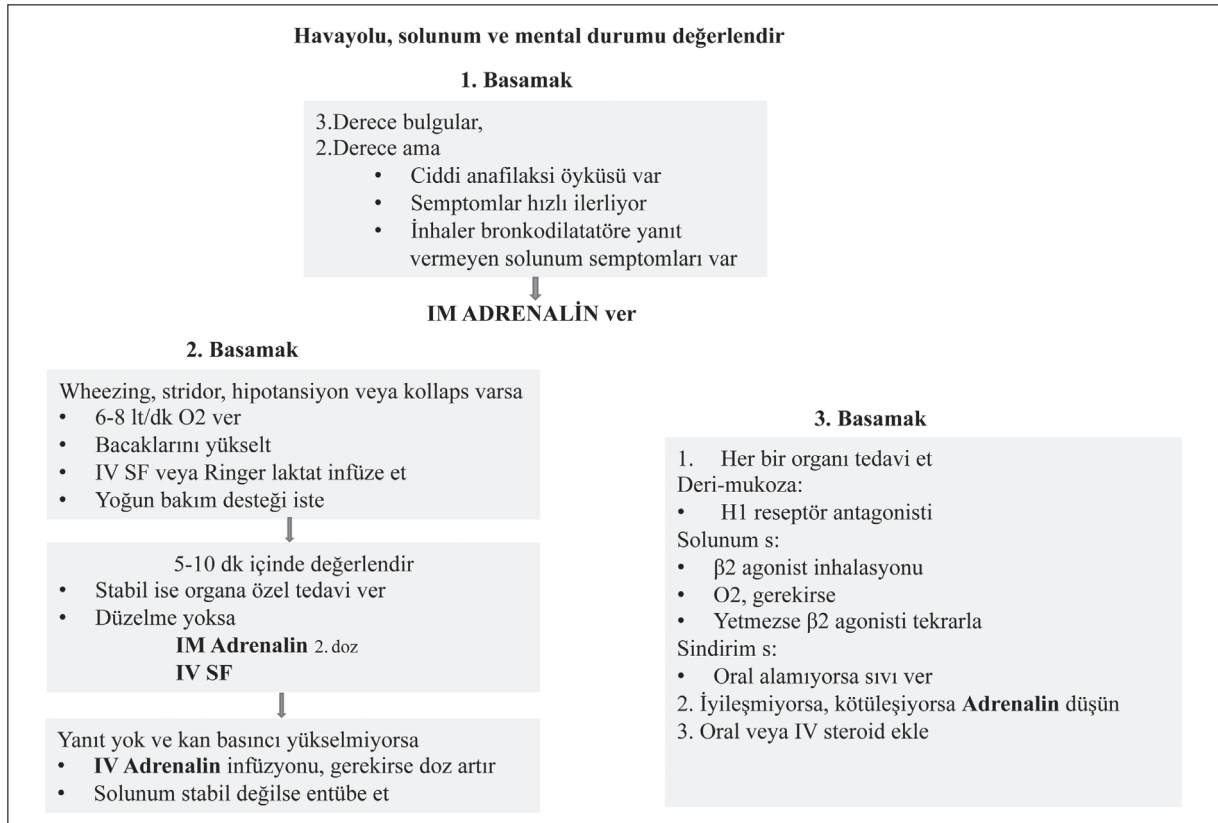 Havayolu, solunum ve mental durumu değerlendir
1. Basamak
3.Derece bulgular,
2.Derece ama
• Ciddi anafilaksi öyküsü var
• Semptomlar hızlı ilerliyor
• İnhaler bronkodilatatöre yanıt
vermeyen solunum semptomları var
IM ADRENALİN ver
2. Basamak
Wheezing, stridor, hipotansiyon veya kollaps varsa
• 6-8 lt/dk O2 ver
• Bacaklarını yükselt
• IV SF veya Ringer laktat infüze et
• Yoğun bakım desteği iste
5-10 dk içinde değerlendir
• Stabil ise organa özel tedavi ver
• Düzelme yoksa
IM Adrenalin 2. doz
IV SF
Yanıt yok ve kan basıncı yükselmiyorsa
• IV Adrenalin infüzyonu, gerekirse doz artır
• Solunum stabil değilse entübe et
3. Basamak
1. Her bir organı tedavi et
Deri-mukoza:
• H1 reseptör antagonisti
Solunum s:
• β2 agonist inhalasyonu
• O2, gerekirse
• Yetmezse β2 agonisti tekrarla
Sindirim s:
• Oral alamıyorsa sıvı ver
2. İyileşmiyorsa, kötüleşiyorsa Adrenalin düşün
3. Oral veya IV steroid ekle